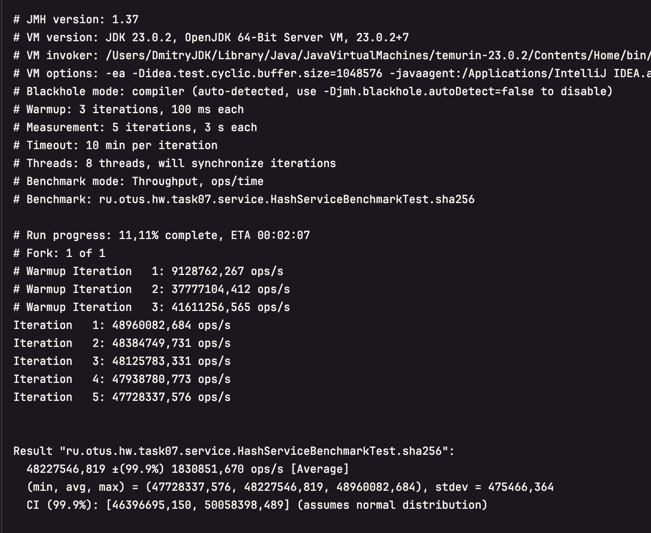 # JMH version: 1.37
# VM version: JDK 23.0.2, OpenJDK 64-Bit Server VM, 23.0.2+7
# VM invoker: /Users/DmitryJDK/Library/Java/JavaVirtualMachines/temurin-23.0.2/Contents/Home/bin/
# VM options: -ea -Didea.test.cyclic.buffer.size=1048576 -javaagent:/Applications/IntelliJ IDEA.a
# Blackhole mode: compiler (auto-detected, use -Djmh.blackhole.autoDetect=false to disable)
# Warmup: 3 iterations, 100 ms each
# Measurement: 5 iterations, 3 s each
# Timeout: 10 min per iteration
# Threads: 8 threads, will synchronize iterations
# Benchmark mode: Throughput, ops/time
# Benchmark: ru.otus.hw.task07.service.HashServiceBenchmarkTest.sha256
# Run progress: 11,11% complete, ETA 00:02:07
# Fork: 1 of 1
# Warmup Iteration   1: 9128762,267 ops/s
# Warmup Iteration   2: 37777104,412 ops/s
# Warmup Iteration   3: 41611256,565 ops/s
Iteration   1: 48960082,684 ops/s
Iteration   2: 48384749,731 ops/s
Iteration   3: 48125783,331 ops/s
Iteration   4: 47938780,773 ops/s
Iteration   5: 47728337,576 ops/s
Result "ru.otus.hw.task07.service.HashServiceBenchmarkTest.sha256":
  48227546,819 ±(99.9%) 1830851,670 ops/s [Average]
  (min, avg, max) = (47728337,576, 48227546,819, 48960082,684), stdev = 475466,364
  CI (99.9%): [46396695,150, 50058398,489] (assumes normal distribution)